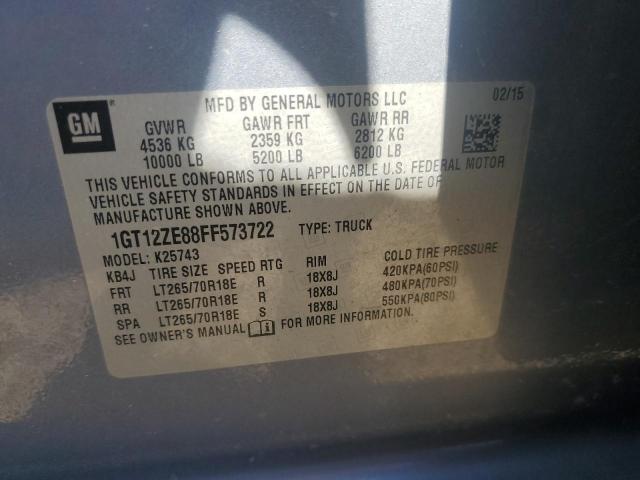 GM
MFD BY GENERAL MOTORS LLC 02/15
GVWR GAWR FRT GAWR RR
4536 KG 2359 KG 2812 KG
10000 LB 5200 LB 6200 LB
THIS VEHICLE CONFORMS TO ALL APPLICABLE U.S. FEDERAL MOTOR
VEHICLE SAFETY STANDARDS IN EFFECT ON THE DATE OF
MANUFACTURE SHOWN ABOVE.
1GT12ZE88FF573722 TYPE: TRUCK
MODEL: K25743
KB4J TIRE SIZE SPEED RTG RIM COLD TIRE PRESSURE
FRT LT265/70R18E R 18X8J 420KPA(60PSI)
RR LT265/70R18E R 18X8J 480KPA(70PSI)
SPA LT265/70R18E S 18X8J 550KPA(80PSI)
SEE OWNER'S MANUAL FOR MORE INFORMATION.